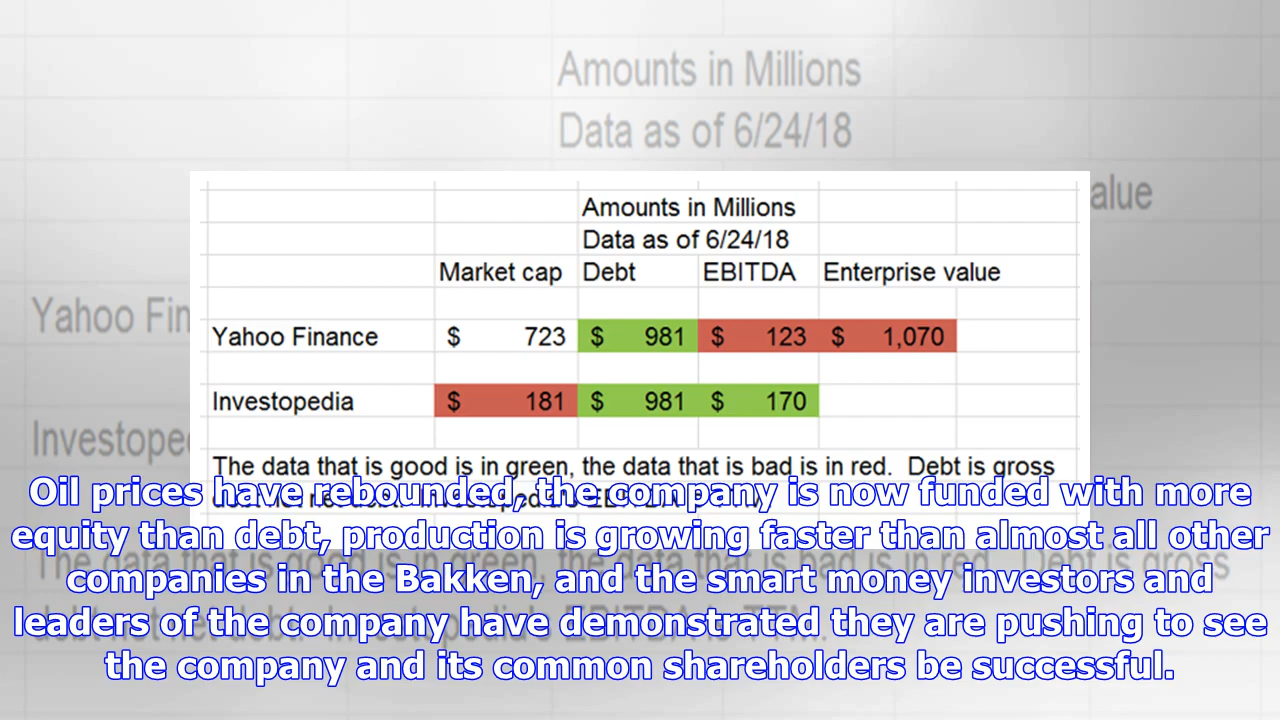 Amounts in Millions
Data as of 6/24/18
alue
Amounts in Millions
Data as of 6/24/18
Market cap Debt EBITDA Enterprise value
Yahoo Fin
Yahoo Finance $ 723 $ 981 $ 123 $ 1,070
Investopedia $ 181 $ 981 $ 170
Investope
The data that is good is in green, the data that is bad is in red. Debt is gross
Oil prices have rebounded, the company is now funded with more
equity than debt, production is growing faster than almost all other
companies in the Bakken, and the smart money investors and
leaders of the company have demonstrated they are pushing to see
the company and its common shareholders be successful.